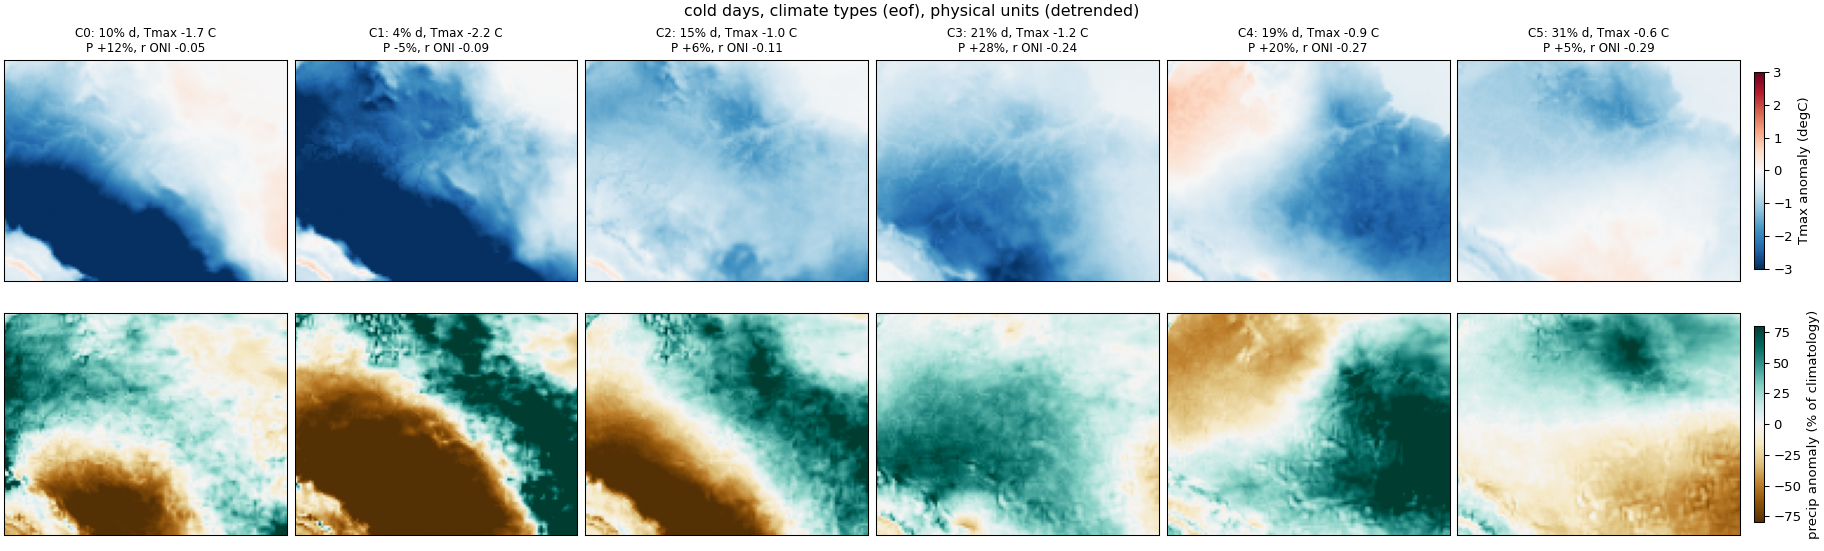 cold days, climate types (eof), physical units (detrended)
C0: 10% d, Tmax -1.7 C
P +12%, r ONI -0.05
C1: 4% d, Tmax -2.2 C
P -5%, r ONI -0.09
C2: 15% d, Tmax -1.0 C
P +6%, r ONI -0.11
C3: 21% d, Tmax -1.2 C
P +28%, r ONI -0.24
C4: 19% d, Tmax -0.9 C
P +20%, r ONI -0.27
C5: 31% d, Tmax -0.6 C
P +5%, r ONI -0.29
3
2
1
0
−1
−2
−3
Tmax anomaly (degC)
75
50
25
0
−25
−50
−75
precip anomaly (% of climatology)